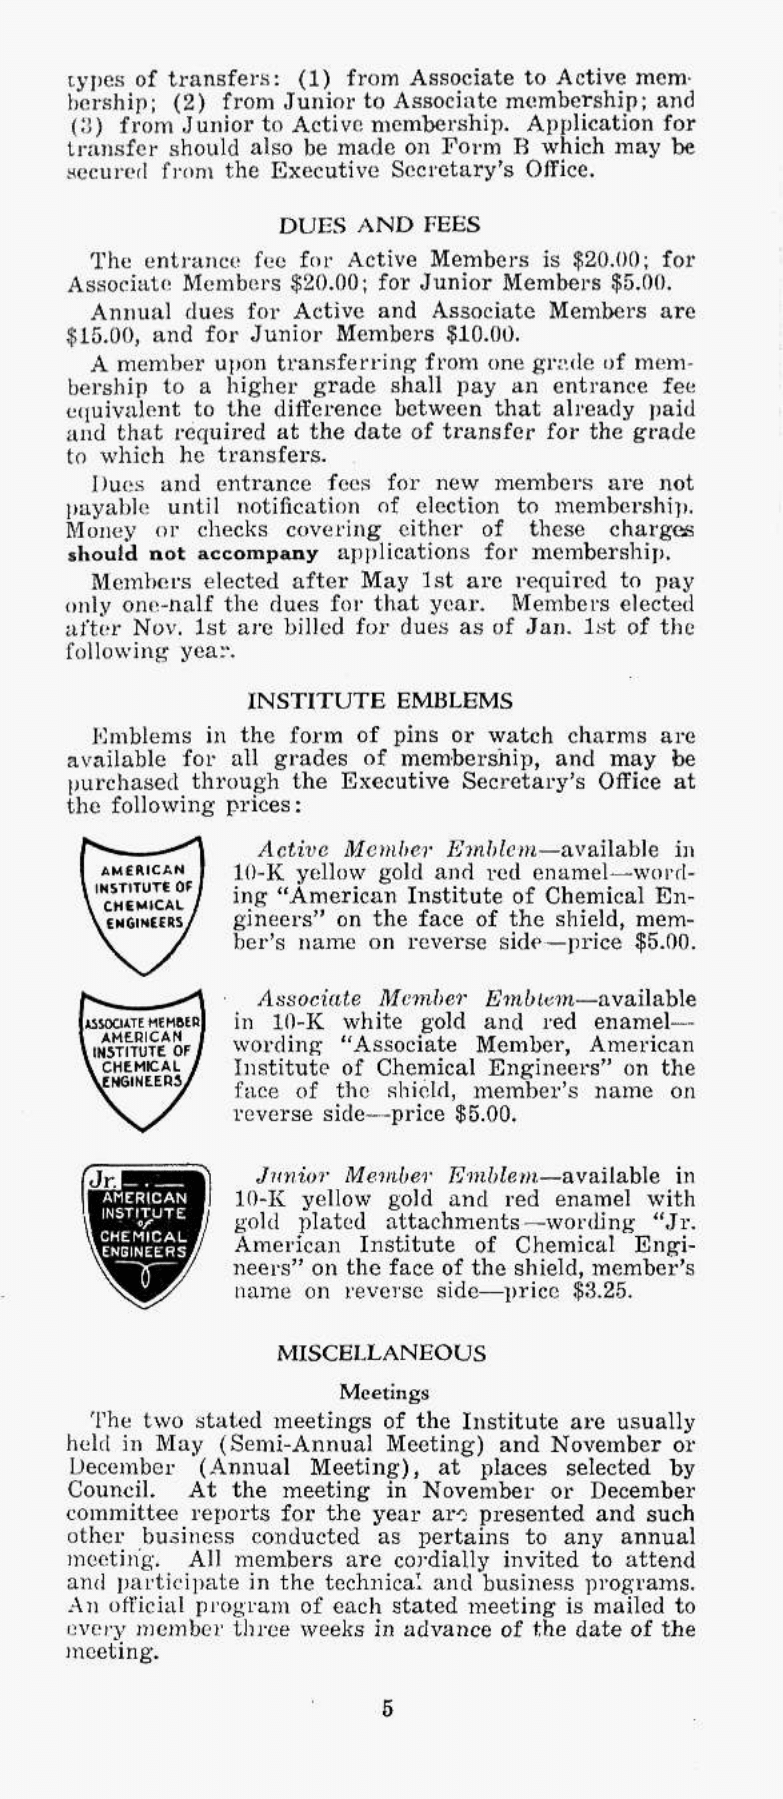 types of transfers: (1) from Associate to Active mem-
bership; (2) from Junior to Associate membership; and
(3) from Junior to Active membership. Application for
transfer should also be made on Form B which may be
secured from the Executive Secretary's Office.
DUES AND FEES
The entrance fee for Active Members is $20.00; for
Associate Members $20.00; for Junior Members $5.00.
Annual dues for Active and Associate Members are
$15.00, and for Junior Members $10.00.
A member upon transferring from one grade of mem-
bership to a higher grade shall pay an entrance fee
equivalent to the difference between that already paid
and that required at the date of transfer for the grade
to which he transfers.
Dues and entrance fees for new members are not
payable until notification of election to membership.
Money or checks covering either of these charges
should not accompany applications for membership.
Members elected after May 1st are required to pay
only one-half the dues for that year. Members elected
after Nov. 1st are billed for dues as of Jan. 1st of the
following year.
INSTITUTE EMBLEMS
Emblems in the form of pins or watch charms are
available for all grades of membership, and may be
purchased through the Executive Secretary's Office at
the following prices:
AMERICAN
INSTITUTE OF
CHEMICAL
ENGINEERS
Active Member Emblem—available in
10-K yellow gold and red enamel—word-
ing "American Institute of Chemical En-
gineers" on the face of the shield, mem-
ber's name on reverse side—price $5.00.
ASSOCIATE MEMBER
AMERICAN
INSTITUTE OF
CHEMICAL
ENGINEERS
Associate Member Emblem—available
in 10-K white gold and red enamel—
wording "Associate Member, American
Institute of Chemical Engineers" on the
face of the shield, member's name on
reverse side—price $5.00.
Jr.
AMERICAN
INSTITUTE
of
CHEMICAL
ENGINEERS
Junior Member Emblem—available in
10-K yellow gold and red enamel with
gold plated attachments—wording "Jr.
American Institute of Chemical Engi-
neers" on the face of the shield, member's
name on reverse side—price $3.25.
MISCELLANEOUS
Meetings
The two stated meetings of the Institute are usually
held in May (Semi-Annual Meeting) and November or
December (Annual Meeting), at places selected by
Council. At the meeting in November or December
committee reports for the year are presented and such
other business conducted as pertains to any annual
meeting. All members are cordially invited to attend
and participate in the technical and business programs.
An official program of each stated meeting is mailed to
every member three weeks in advance of the date of the
meeting.
5